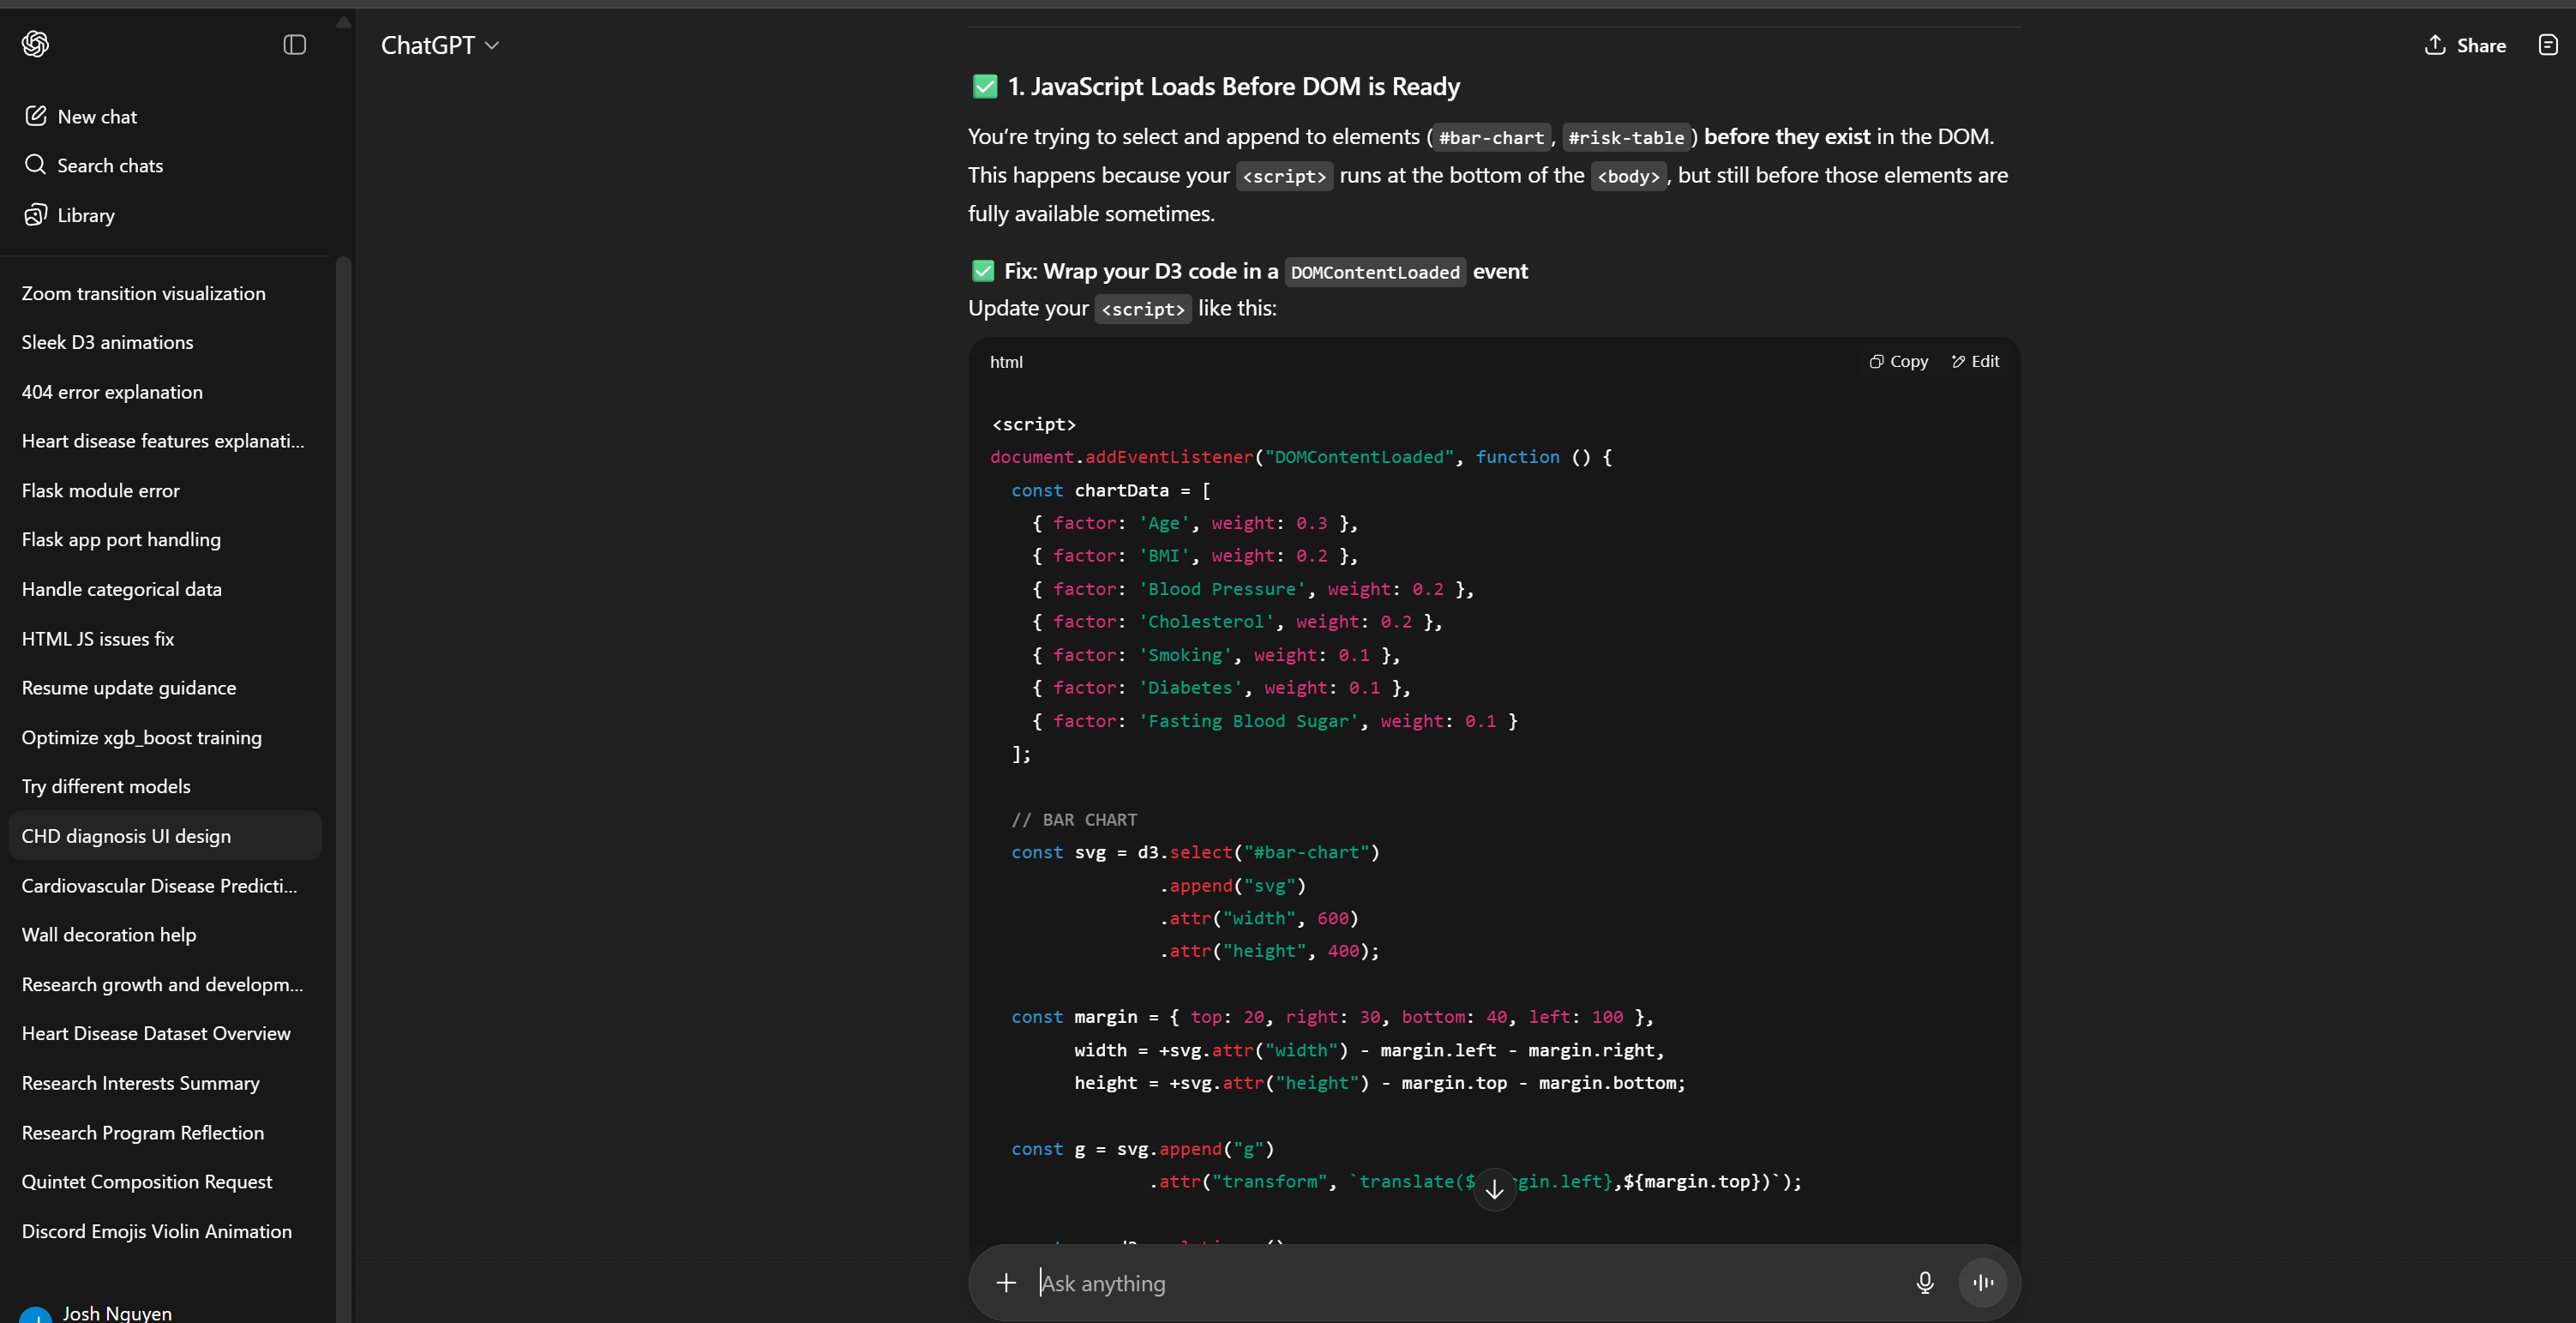 ChatGPT
Share
New chat
Search chats
Library
Zoom transition visualization
Sleek D3 animations
404 error explanation
Heart disease features explanati...
Flask module error
Flask app port handling
Handle categorical data
HTML JS issues fix
Resume update guidance
Optimize xgb_boost training
Try different models
CHD diagnosis UI design
Cardiovascular Disease Predicti...
Wall decoration help
Research growth and developm...
Heart Disease Dataset Overview
Research Interests Summary
Research Program Reflection
Quintet Composition Request
Discord Emojis Violin Animation
Josh Nguyen
1. JavaScript Loads Before DOM is Ready
You're trying to select and append to elements ( #bar-chart , #risk-table ) before they exist in the DOM.
This happens because your <script> runs at the bottom of the <body> , but still before those elements are
fully available sometimes.
Fix: Wrap your D3 code in a DOMContentLoaded event
Update your <script> like this:
html
Copy Edit
<script>
document.addEventListener("DOMContentLoaded", function () {
  const chartData = [
    { factor: 'Age', weight: 0.3 },
    { factor: 'BMI', weight: 0.2 },
    { factor: 'Blood Pressure', weight: 0.2 },
    { factor: 'Cholesterol', weight: 0.2 },
    { factor: 'Smoking', weight: 0.1 },
    { factor: 'Diabetes', weight: 0.1 },
    { factor: 'Fasting Blood Sugar', weight: 0.1 }
  ];
  // BAR CHART
  const svg = d3.select("#bar-chart")
                .append("svg")
                .attr("width", 600)
                .attr("height", 400);
  const margin = { top: 20, right: 30, bottom: 40, left: 100 },
        width = +svg.attr("width") - margin.left - margin.right,
        height = +svg.attr("height") - margin.top - margin.bottom;
  const g = svg.append("g")
               .attr("transform", `translate($ gin.left},${margin.top})`);
Ask anything